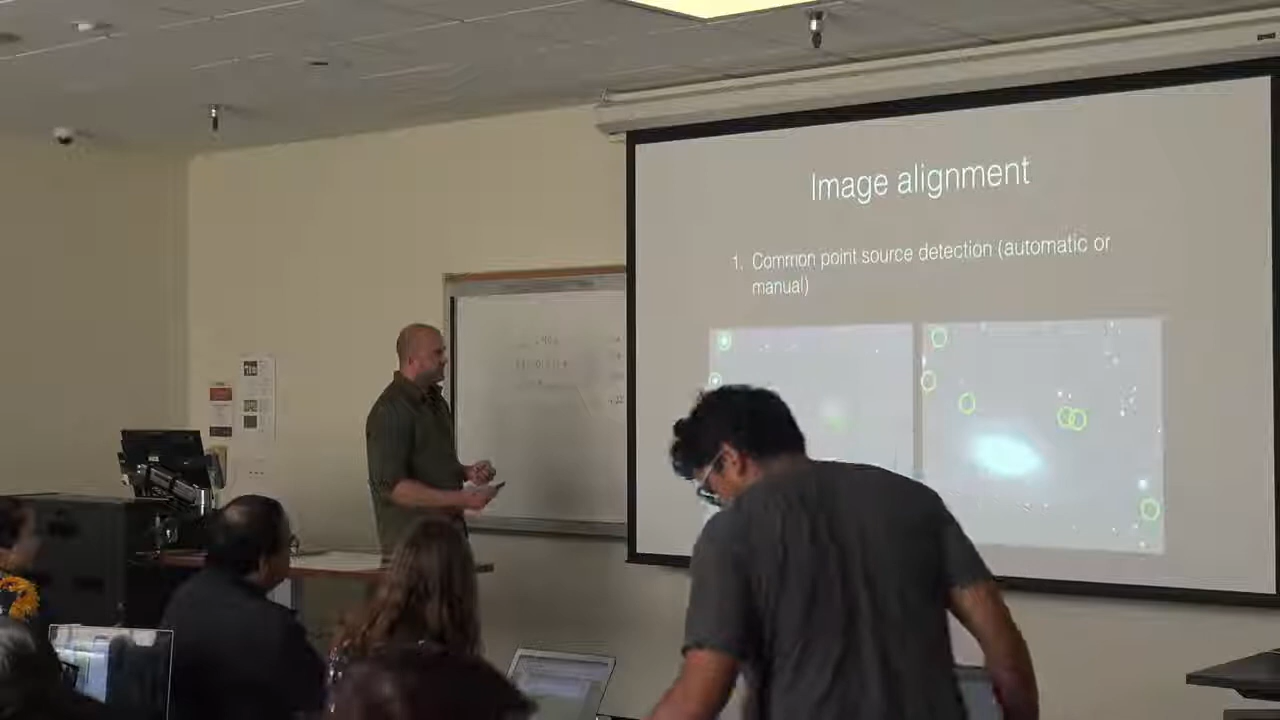 Image alignment
1. Common point source detection (automatic or
manual)